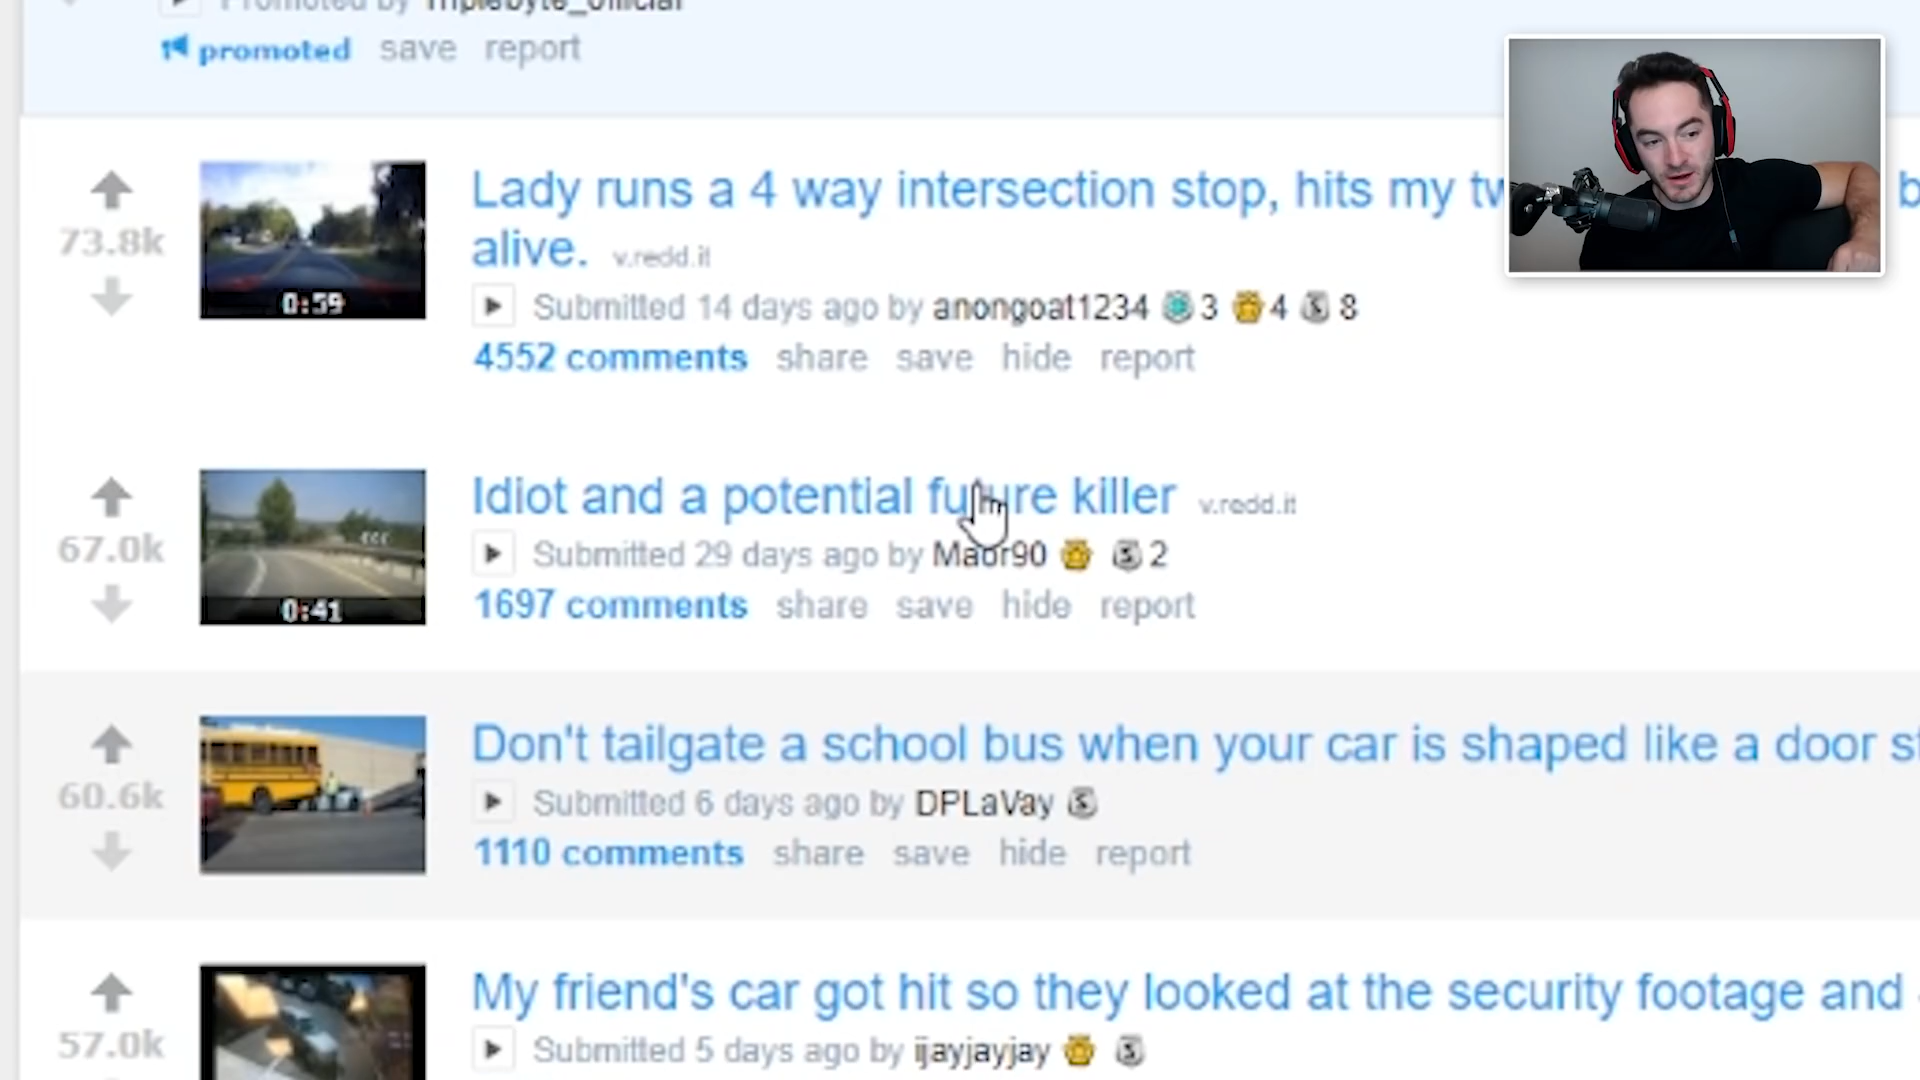 Promoted by Triplebyte_Official
promoted save report
73.8k
Lady runs a 4 way intersection stop, hits my
alive. v.redd.it
0:59
Submitted 14 days ago by anongoat1234 3 4 8
4552 comments share save hide report
67.0k
Idiot and a potential future killer v.redd.it
0:41
Submitted 29 days ago by Maor90 2
1697 comments share save hide report
60.6k
Don't tailgate a school bus when your car is shaped like a door
Submitted 6 days ago by DPLaVay
1110 comments share save hide report
57.0k
My friend's car got hit so they looked at the security footage and
Submitted 5 days ago by ijayjayjay